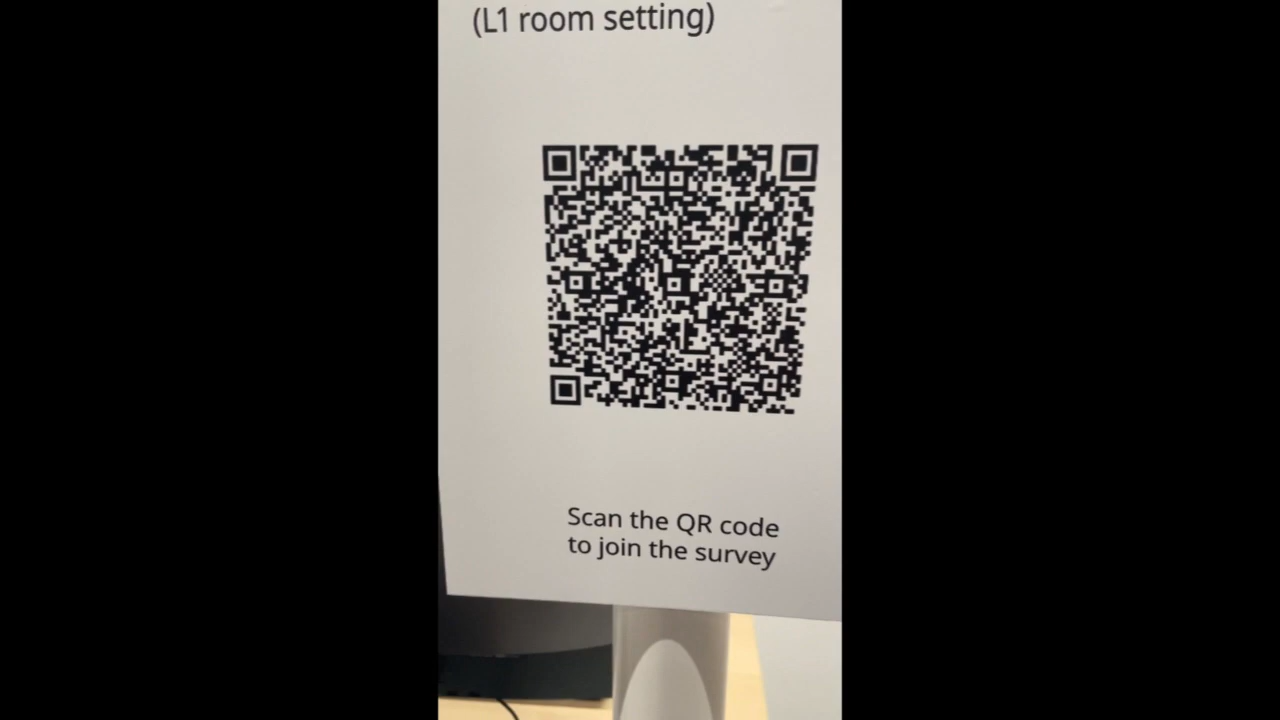 (L1 room setting)
Scan the QR code
to join the survey